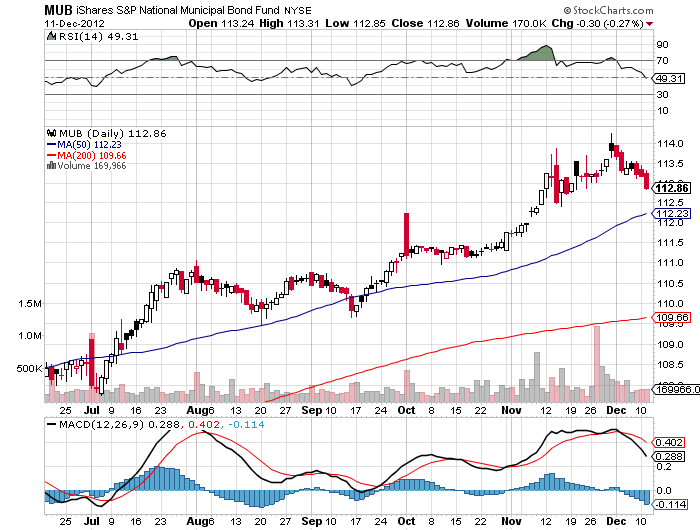 MUB iShares S&P National Municipal Bond Fund NYSE © StockCharts.com
11-Dec-2012 Open 113.24 High 113.31 Low 112.85 Close 112.86 Volume 170.0K Chg -0.30 (-0.27%)
RSI(14) 49.31
90
70
49.31
30
10
MUB (Daily) 112.86
MA(50) 112.23
MA(200) 109.66
Volume 169,966
114.0
113.5
112.86
112.5
112.23
112.0
111.5
111.0
110.5
110.0
109.66
109.0
108.5
169966.0
1.5M
1.0M
500K
25 Jul 9 16 23 Aug6 13 20 27 Sep 10 17 24 Oct 8 15 22 Nov 12 19 26 Dec 10
MACD(12,26,9) 0.288, 0.402, -0.114
0.402
0.288
0.2
0.0
-0.114
25 Jul 9 16 23 Aug6 13 20 27 Sep 10 17 24 Oct 8 15 22 Nov 12 19 26 Dec 10